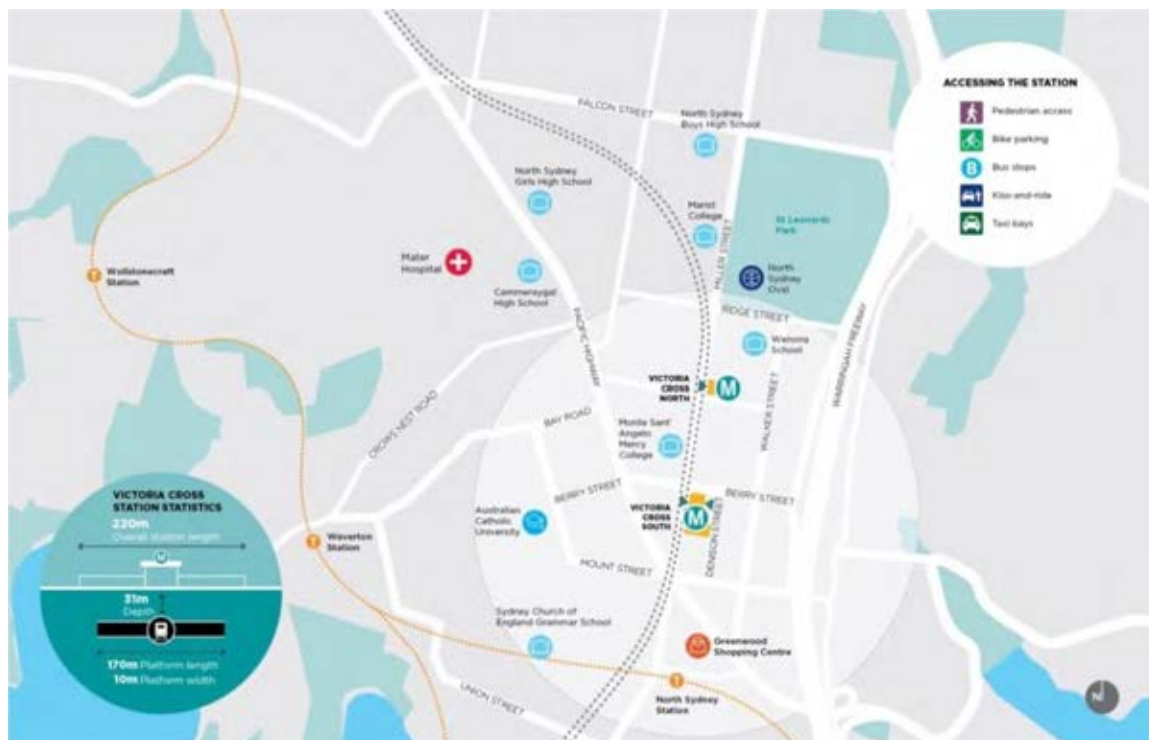 ACCESSING THE STATION
Pedestrian access
Bike parking
B
Bus stops
Kiss-and-ride
Taxi bays
FALCON STREET
North Sydney
Boys High School
North Sydney
Girls High School
Marist
College
St Leonards
Park
MILLER STREET
Mater
Hospital
T
Wollstonecraft
Station
Cammeraygal
High School
North
Sydney
Oval
RIDGE STREET
WARRINGAH FREEWAY
PACIFIC HIGHWAY
Wenona
School
VICTORIA
CROSS
NORTH
M
WALKER STREET
CROWS NEST ROAD
BAY ROAD
Monte Sant'
Angelo
Mercy
College
BERRY STREET
BERRY STREET
VICTORIA
CROSS
SOUTH
M
Australian
Catholic
University
DENISON STREET
T
Waverton
Station
MOUNT STREET
Sydney Church of
England Grammar School
Greenwood
Shopping Centre
UNION STREET
T
North Sydney
Station
VICTORIA CROSS
STATION STATISTICS
220m
Overall station length
M
31m
Depth
170m Platform length
10m Platform width
N